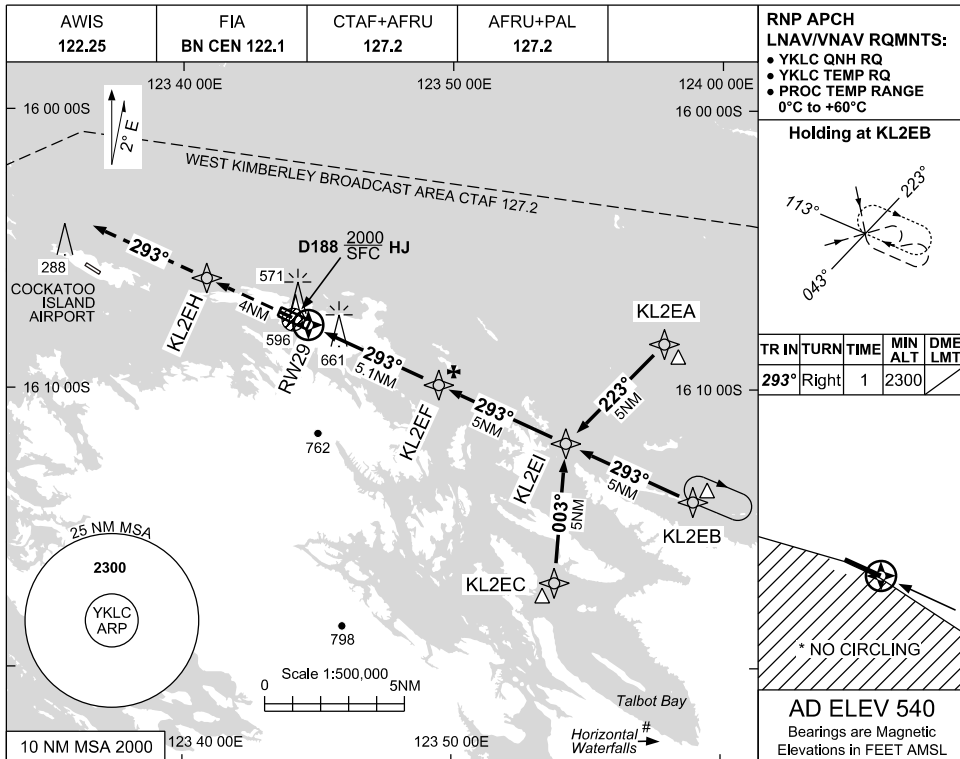 AWIS
122.25
FIA
BN CEN 122.1
CTAF+AFRU
127.2
AFRU+PAL
127.2
RNP APCH
LNAV/VNAV RQMNTS:
• YKLC QNH RQ
• YKLC TEMP RQ
• PROC TEMP RANGE
0°C to +60°C
123 40 00E
123 50 00E
124 00 00E
16 00 00S
16 00 00S
2° E
WEST KIMBERLEY BROADCAST AREA CTAF 127.2
Holding at KL2EB
223°
113°
043°
293°
288
COCKATOO
ISLAND
AIRPORT
D188 2000 HJ
SFC
571
KL2EH
4NM
596
RW29
661
293°
5.1NM
KL2EA
16 10 00S
16 10 00S
KL2EF
293°
5NM
223°
5NM
762
KL2EI
293°
5NM
003°
5NM
KL2EB
KL2EC
TR IN TURN TIME MIN ALT DME LMT
293° Right 1 2300
25 NM MSA
2300
YKLC
ARP
798
* NO CIRCLING
Scale 1:500,000
0 5NM
Talbot Bay
Horizontal #
Waterfalls
10 NM MSA 2000
123 40 00E
123 50 00E
AD ELEV 540
Bearings are Magnetic
Elevations in FEET AMSL